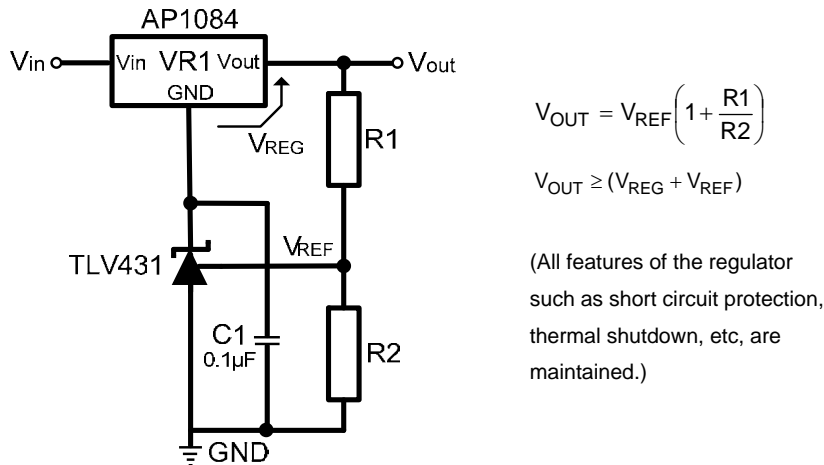 AP1084
Vin
Vin VR1 Vout
GND
Vout
VREG
R1
VREF
TLV431
C1
0.1µF
R2
GND
VOUT = VREF(1 + R1/R2)
VOUT ≥ (VREG + VREF)
(All features of the regulator
such as short circuit protection,
thermal shutdown, etc, are
maintained.)